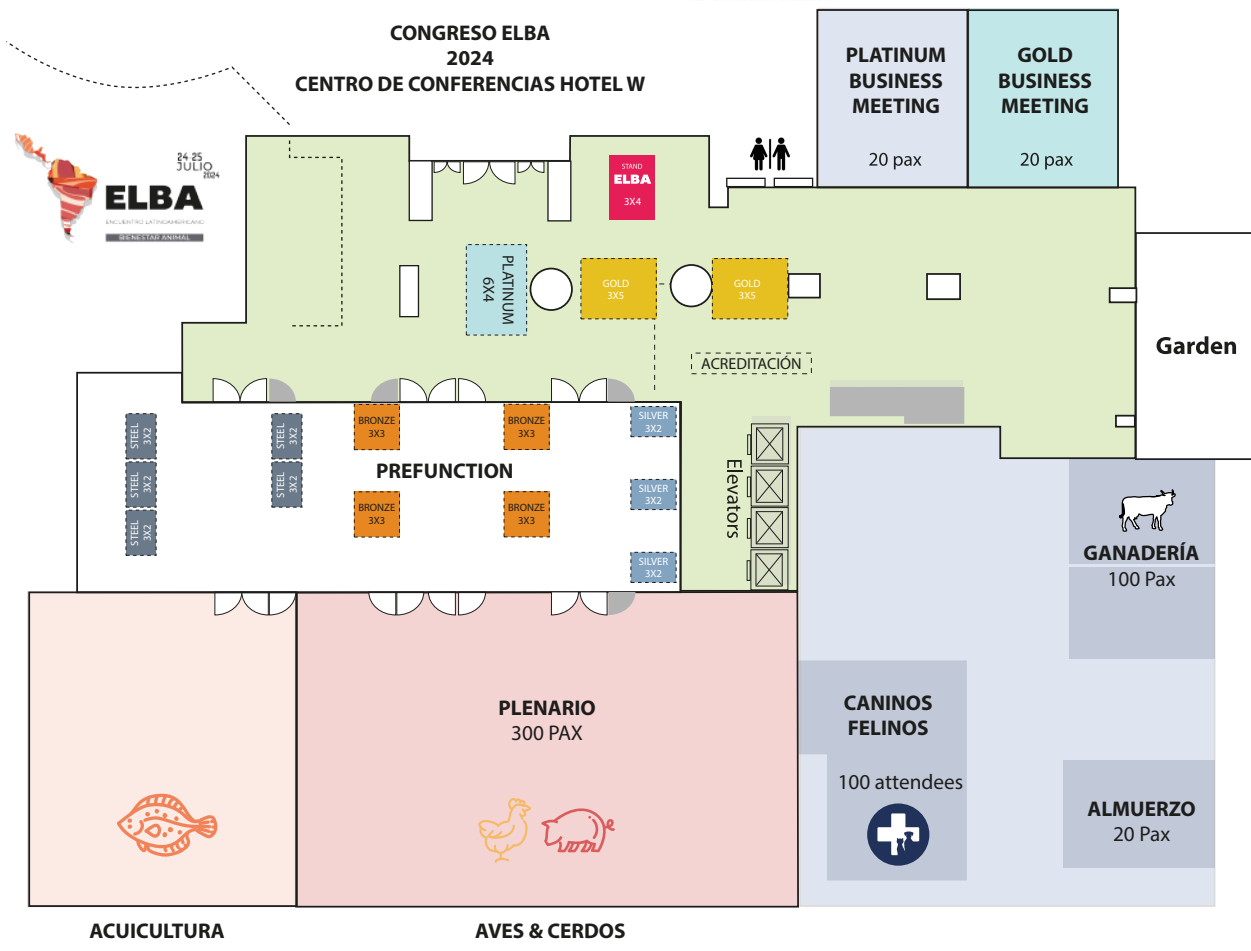 CONGRESO ELBA
2024
CENTRO DE CONFERENCIAS HOTEL W
PLATINUM
BUSINESS
MEETING
20 pax
GOLD
BUSINESS
MEETING
20 pax
24 25
JULIO
2024
ELBA
ENCUENTRO LATINOAMERICANO
BIENESTAR ANIMAL
STAND
ELBA
3X4
PLATINUM
6X4
GOLD
3X5
GOLD
3X5
Garden
ACREDITACIÓN
STEEL
3X2
STEEL
3X2
STEEL
3X2
STEEL
3X2
STEEL
3X2
BRONZE
3X3
BRONZE
3X3
SILVER
3X2
PREFUNCTION
BRONZE
3X3
BRONZE
3X3
SILVER
3X2
SILVER
3X2
Elevators
GANADERÍA
100 Pax
PLENARIO
300 PAX
CANINOS
FELINOS
100 attendees
ALMUERZO
20 Pax
ACUICULTURA
AVES & CERDOS